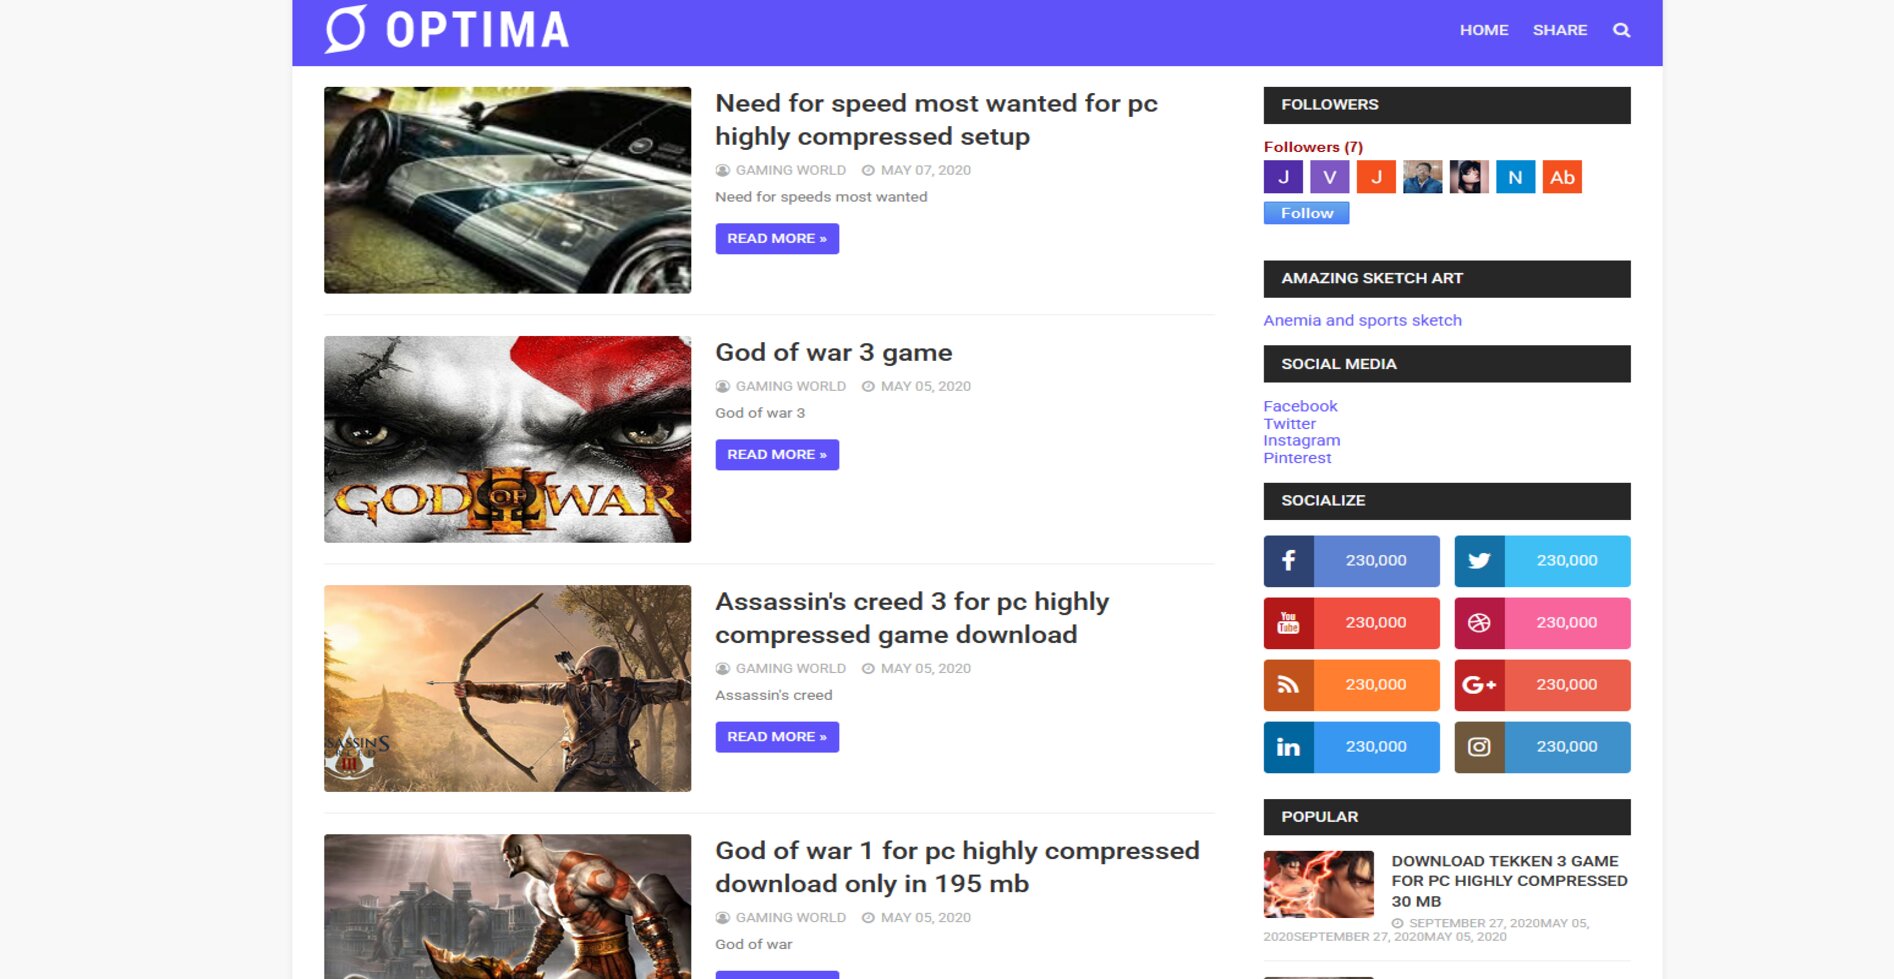 OPTIMA
HOME SHARE
Need for speed most wanted for pc
highly compressed setup
GAMING WORLD MAY 07, 2020
Need for speeds most wanted
READ MORE »
GOD OF WAR
III
God of war 3 game
GAMING WORLD MAY 05, 2020
God of war 3
READ MORE »
ASSASSIN'S
CREED
III
Assassin's creed 3 for pc highly
compressed game download
GAMING WORLD MAY 05, 2020
Assassin's creed
READ MORE »
God of war 1 for pc highly compressed
download only in 195 mb
GAMING WORLD MAY 05, 2020
God of war
FOLLOWERS
Followers (7)
J V J N Ab
Follow
AMAZING SKETCH ART
Anemia and sports sketch
SOCIAL MEDIA
Facebook
Twitter
Instagram
Pinterest
SOCIALIZE
f 230,000 230,000
You Tube 230,000 230,000
230,000 G+ 230,000
in 230,000 230,000
POPULAR
DOWNLOAD TEKKEN 3 GAME
FOR PC HIGHLY COMPRESSED
30 MB
SEPTEMBER 27, 2020MAY 05,
2020SEPTEMBER 27, 2020MAY 05, 2020